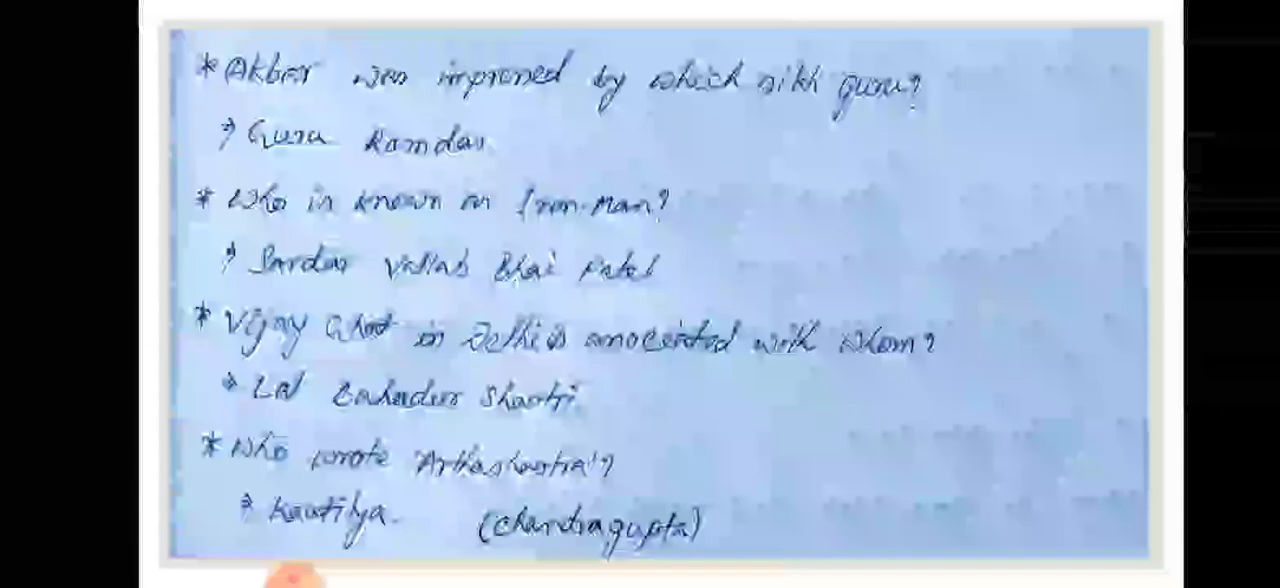 * Akbar was impressed by which sikh guru?
→ Guru Ramdas
* Who is known as Iron-Man?
→ Sardar Vallab Bhai Patel
* Vijay Ghat in Delhi is associated with whom?
→ Lal Bahadur Shastri.
* Who wrote 'Arthashastra'?
→ Kautilya. (Chandragupta)